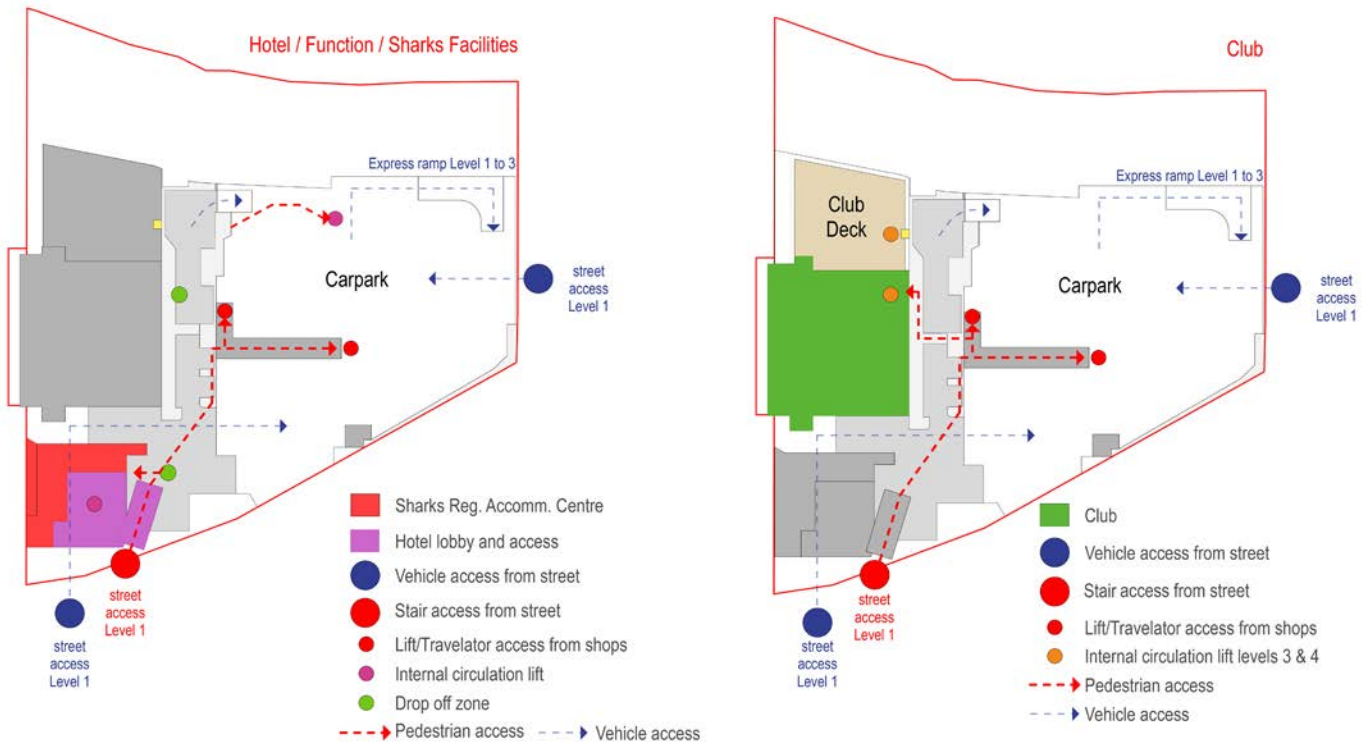 Hotel / Function / Sharks Facilities
Express ramp Level 1 to 3
Carpark
street
access
Level 1
street
access
Level 1
street
access
Level 1
Sharks Reg. Accomm. Centre
Hotel lobby and access
Vehicle access from street
Stair access from street
Lift/Travelator access from shops
Internal circulation lift
Drop off zone
Pedestrian access
Vehicle access
Club
Express ramp Level 1 to 3
Club
Deck
Carpark
street
access
Level 1
street
access
Level 1
street
access
Level 1
Club
Vehicle access from street
Stair access from street
Lift/Travelator access from shops
Internal circulation lift levels 3 & 4
Pedestrian access
Vehicle access